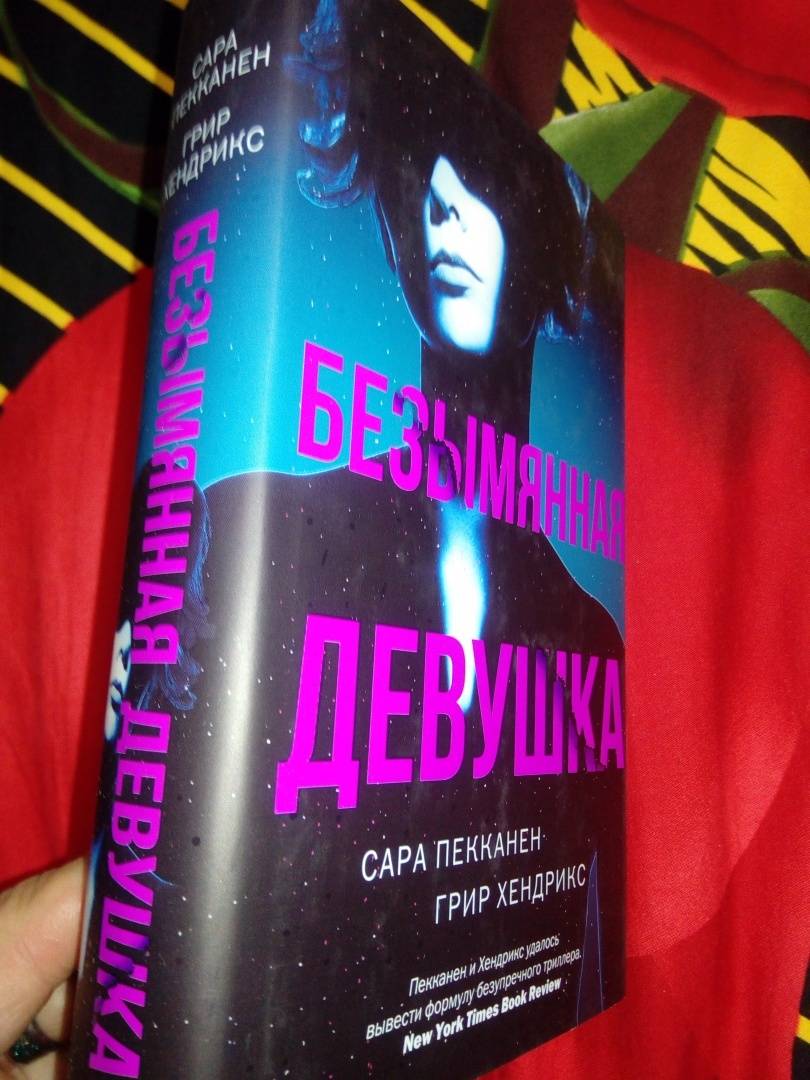 САРА
ПЕККАНЕН
ГРИР
ХЕНДРИКС
БЕЗЫМЯННАЯ ДЕВУШКА
БЕЗЫМЯННАЯ
ДЕВУШКА
САРА ПЕККАНЕН
ГРИР ХЕНДРИКС
Пекканен и Хендрикс удалось
вывести формулу безупречного триллера.
New York Times Book Review